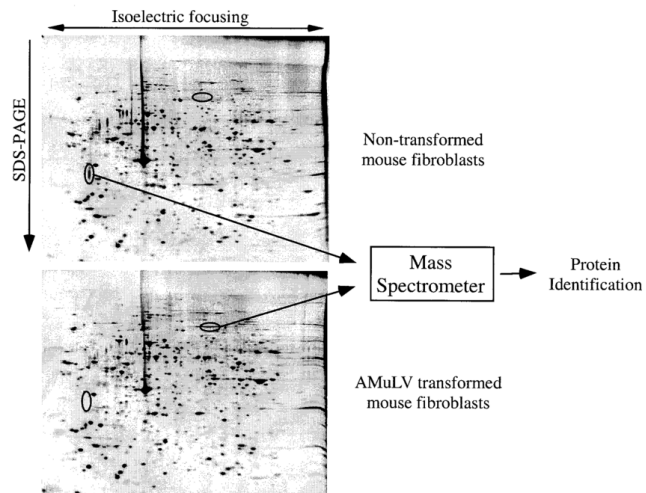 Isoelectric focusing
SDS-PAGE
Non-transformed
mouse fibroblasts
Mass
Spectrometer
Protein
Identification
AMuLV transformed
mouse fibroblasts